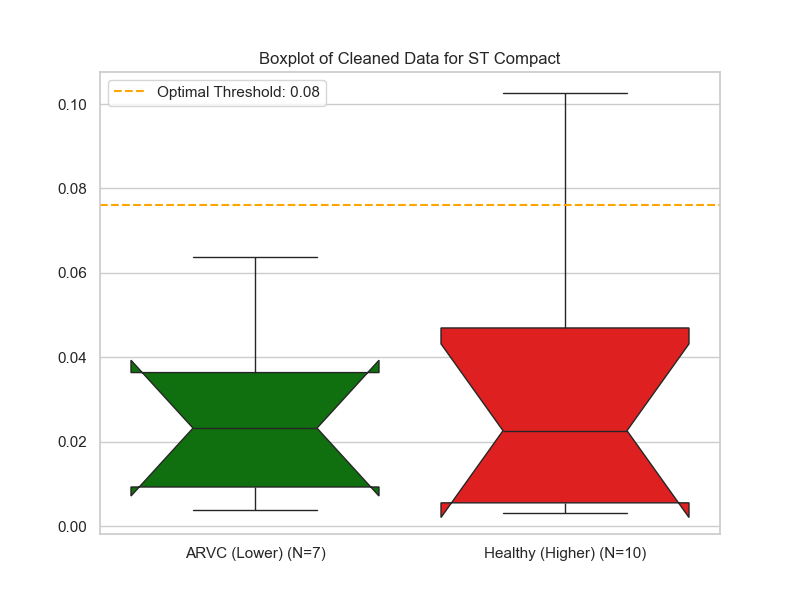 Boxplot of Cleaned Data for ST Compact
Optimal Threshold: 0.08
0.10
0.08
0.06
0.04
0.02
0.00
ARVC (Lower) (N=7)
Healthy (Higher) (N=10)